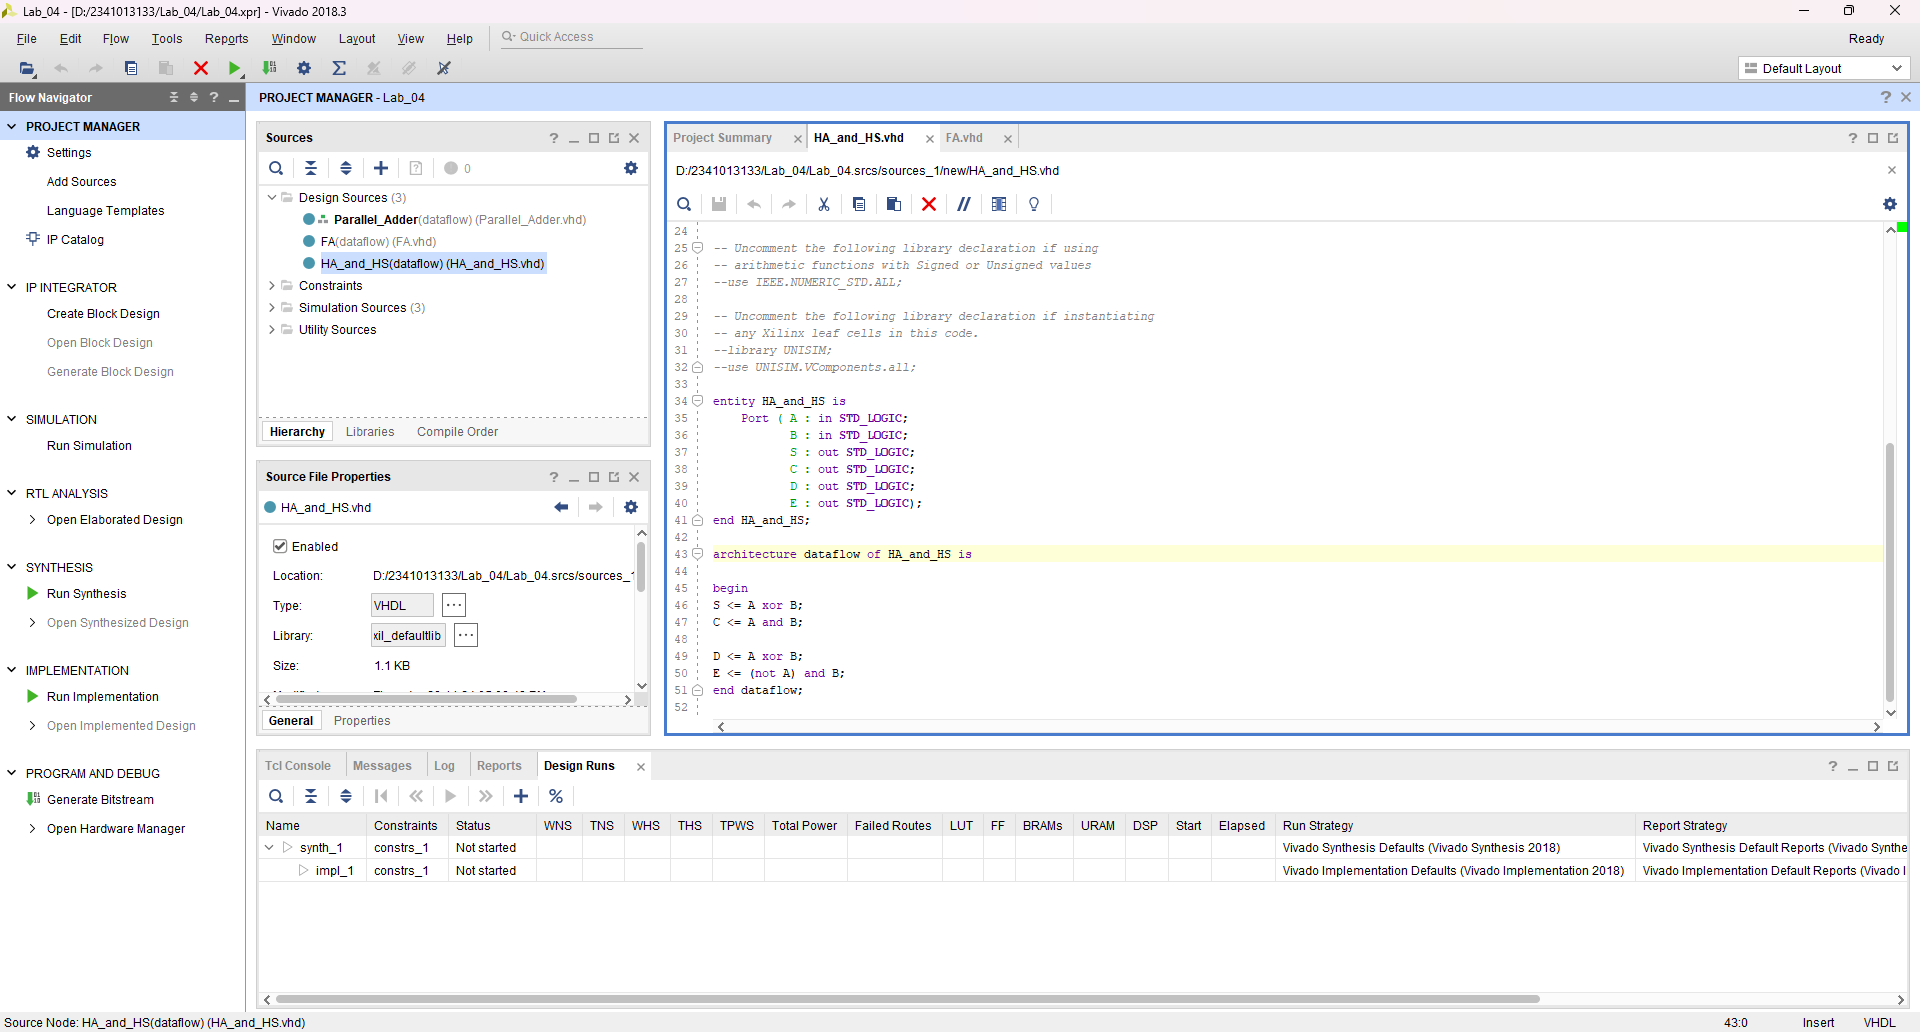 Lab_04 - [D:/2341013133/Lab_04/Lab_04.xpr] - Vivado 2018.3
File Edit Flow Tools Reports Window Layout View Help
Quick Access
Ready
Default Layout
Flow Navigator
PROJECT MANAGER
Settings
Add Sources
Language Templates
IP Catalog
IP INTEGRATOR
Create Block Design
Open Block Design
Generate Block Design
SIMULATION
Run Simulation
RTL ANALYSIS
Open Elaborated Design
SYNTHESIS
Run Synthesis
Open Synthesized Design
IMPLEMENTATION
Run Implementation
Open Implemented Design
PROGRAM AND DEBUG
Generate Bitstream
Open Hardware Manager
PROJECT MANAGER - Lab_04
Sources
0
Design Sources (3)
Parallel_Adder(dataflow) (Parallel_Adder.vhd)
FA(dataflow) (FA.vhd)
HA_and_HS(dataflow) (HA_and_HS.vhd)
Constraints
Simulation Sources (3)
Utility Sources
Hierarchy Libraries Compile Order
Source File Properties
HA_and_HS.vhd
Enabled
Location: D:/2341013133/Lab_04/Lab_04.srcs/sources_1
Type: VHDL
Library: xil_defaultlib
Size: 1.1 KB
General Properties
Project Summary HA_and_HS.vhd FA.vhd
D:/2341013133/Lab_04/Lab_04.srcs/sources_1/new/HA_and_HS.vhd
24
25 -- Uncomment the following library declaration if using
26 -- arithmetic functions with Signed or Unsigned values
27 --use IEEE.NUMERIC_STD.ALL;
28
29 -- Uncomment the following library declaration if instantiating
30 -- any Xilinx leaf cells in this code.
31 --library UNISIM;
32 --use UNISIM.VComponents.all;
33
34 entity HA_and_HS is
35 Port ( A : in STD_LOGIC;
36 B : in STD_LOGIC;
37 S : out STD_LOGIC;
38 C : out STD_LOGIC;
39 D : out STD_LOGIC;
40 E : out STD_LOGIC);
41 end HA_and_HS;
42
43 architecture dataflow of HA_and_HS is
44
45 begin
46 S <= A xor B;
47 C <= A and B;
48
49 D <= A xor B;
50 E <= (not A) and B;
51 end dataflow;
52
Tcl Console Messages Log Reports Design Runs
Name Constraints Status WNS TNS WHS THS TPWS Total Power Failed Routes LUT FF BRAMs URAM DSP Start Elapsed Run Strategy Report Strategy
synth_1 constrs_1 Not started Vivado Synthesis Defaults (Vivado Synthesis 2018) Vivado Synthesis Default Reports (Vivado Synthe
impl_1 constrs_1 Not started Vivado Implementation Defaults (Vivado Implementation 2018) Vivado Implementation Default Reports (Vivado I
Source Node: HA_and_HS(dataflow) (HA_and_HS.vhd)
43:0 Insert VHDL